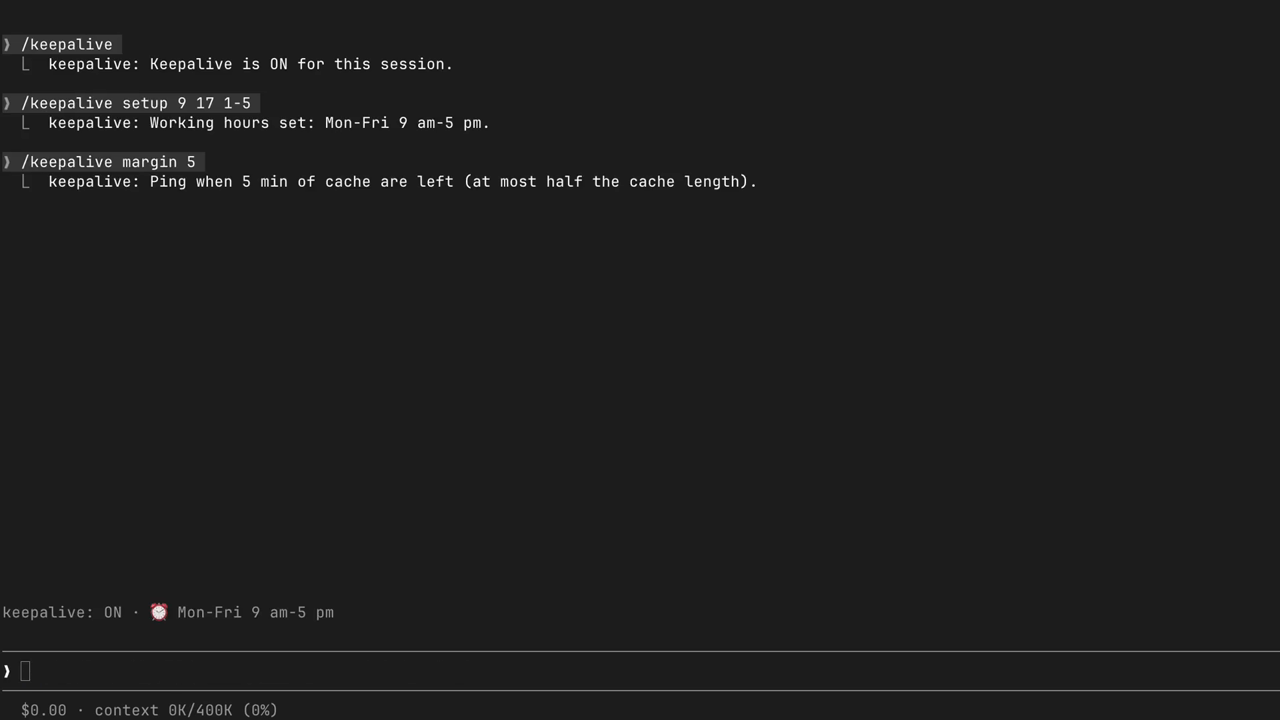 ❯ /keepalive
⎿ keepalive: Keepalive is ON for this session.
❯ /keepalive setup 9 17 1-5
⎿ keepalive: Working hours set: Mon-Fri 9 am-5 pm.
❯ /keepalive margin 5
⎿ keepalive: Ping when 5 min of cache are left (at most half the cache length).
keepalive: ON · ⏰ Mon-Fri 9 am-5 pm
❯
$0.00 · context 0K/400K (0%)